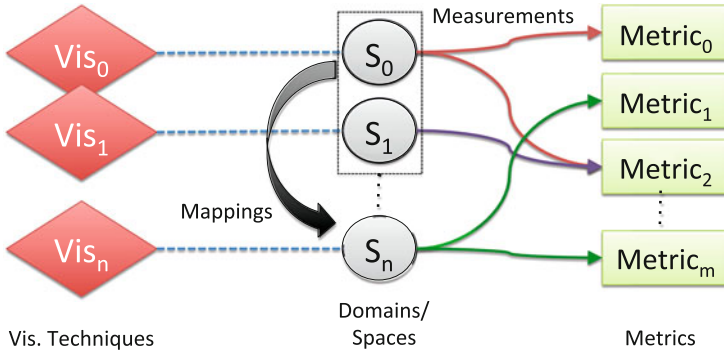 Measurements
Vis₀
S₀
Metric₀
Metric₁
Vis₁
S₁
Metric₂
Mappings
Visₙ
Sₙ
Metricₘ
Domains/
Spaces
Vis. Techniques
Metrics